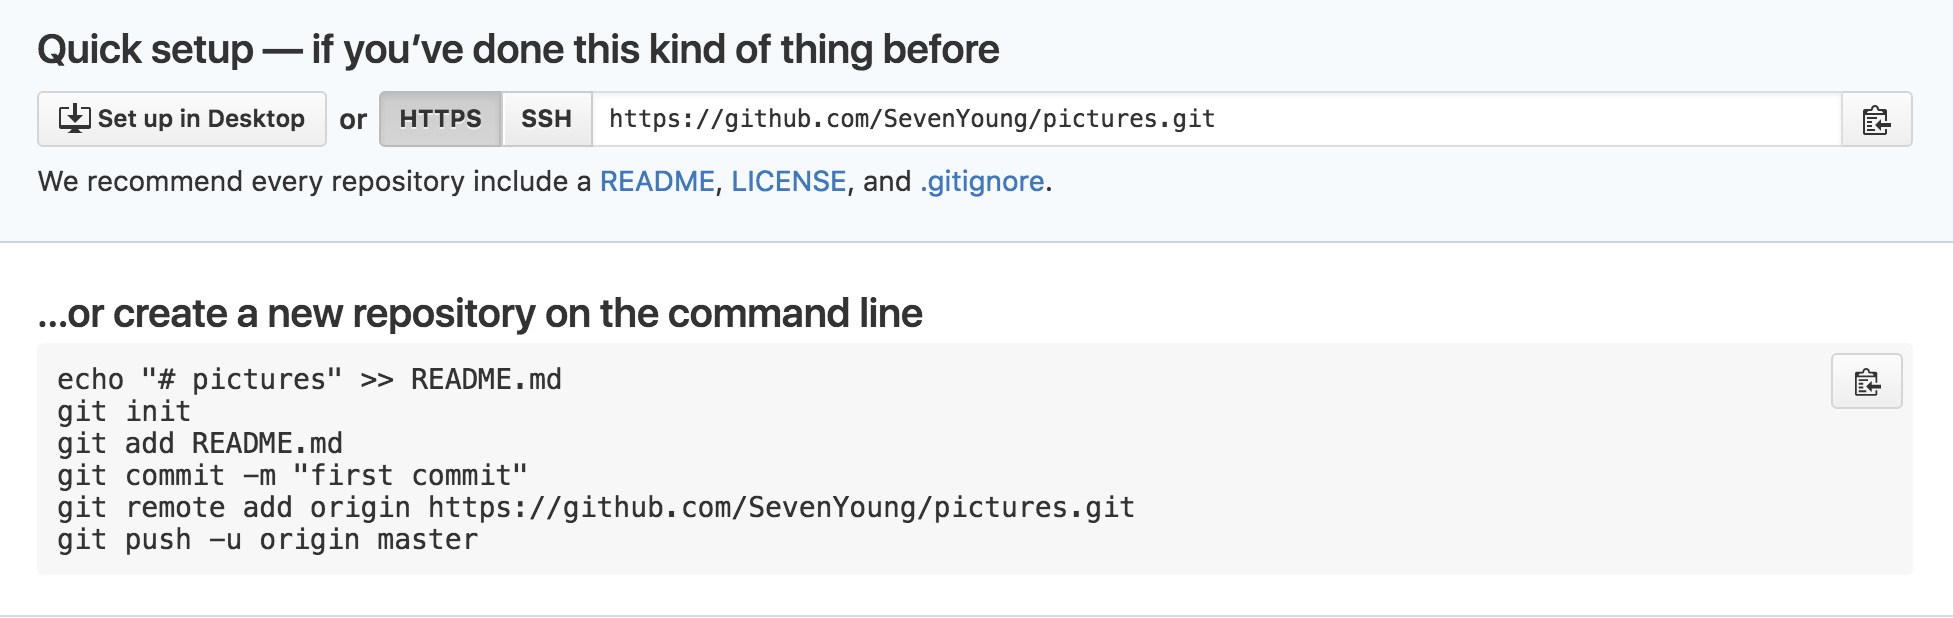 Quick setup — if you’ve done this kind of thing before
Set up in Desktop or HTTPS SSH https://github.com/SevenYoung/pictures.git
We recommend every repository include a README, LICENSE, and .gitignore.
…or create a new repository on the command line
echo "# pictures" >> README.md
git init
git add README.md
git commit -m "first commit"
git remote add origin https://github.com/SevenYoung/pictures.git
git push -u origin master